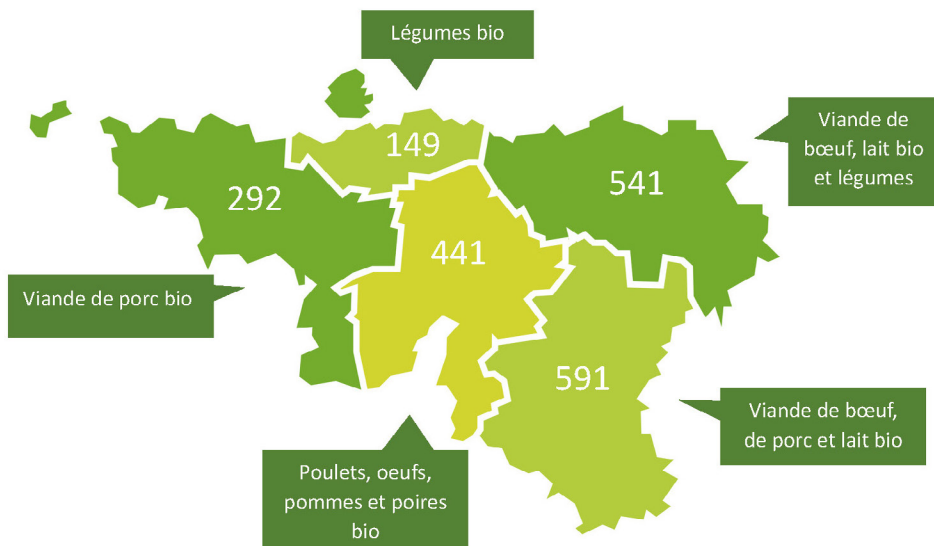 Légumes bio
Viande de
bœuf, lait bio
et légumes
149
292
541
441
Viande de porc bio
591
Viande de bœuf,
de porc et lait bio
Poulets, oeufs,
pommes et poires
bio